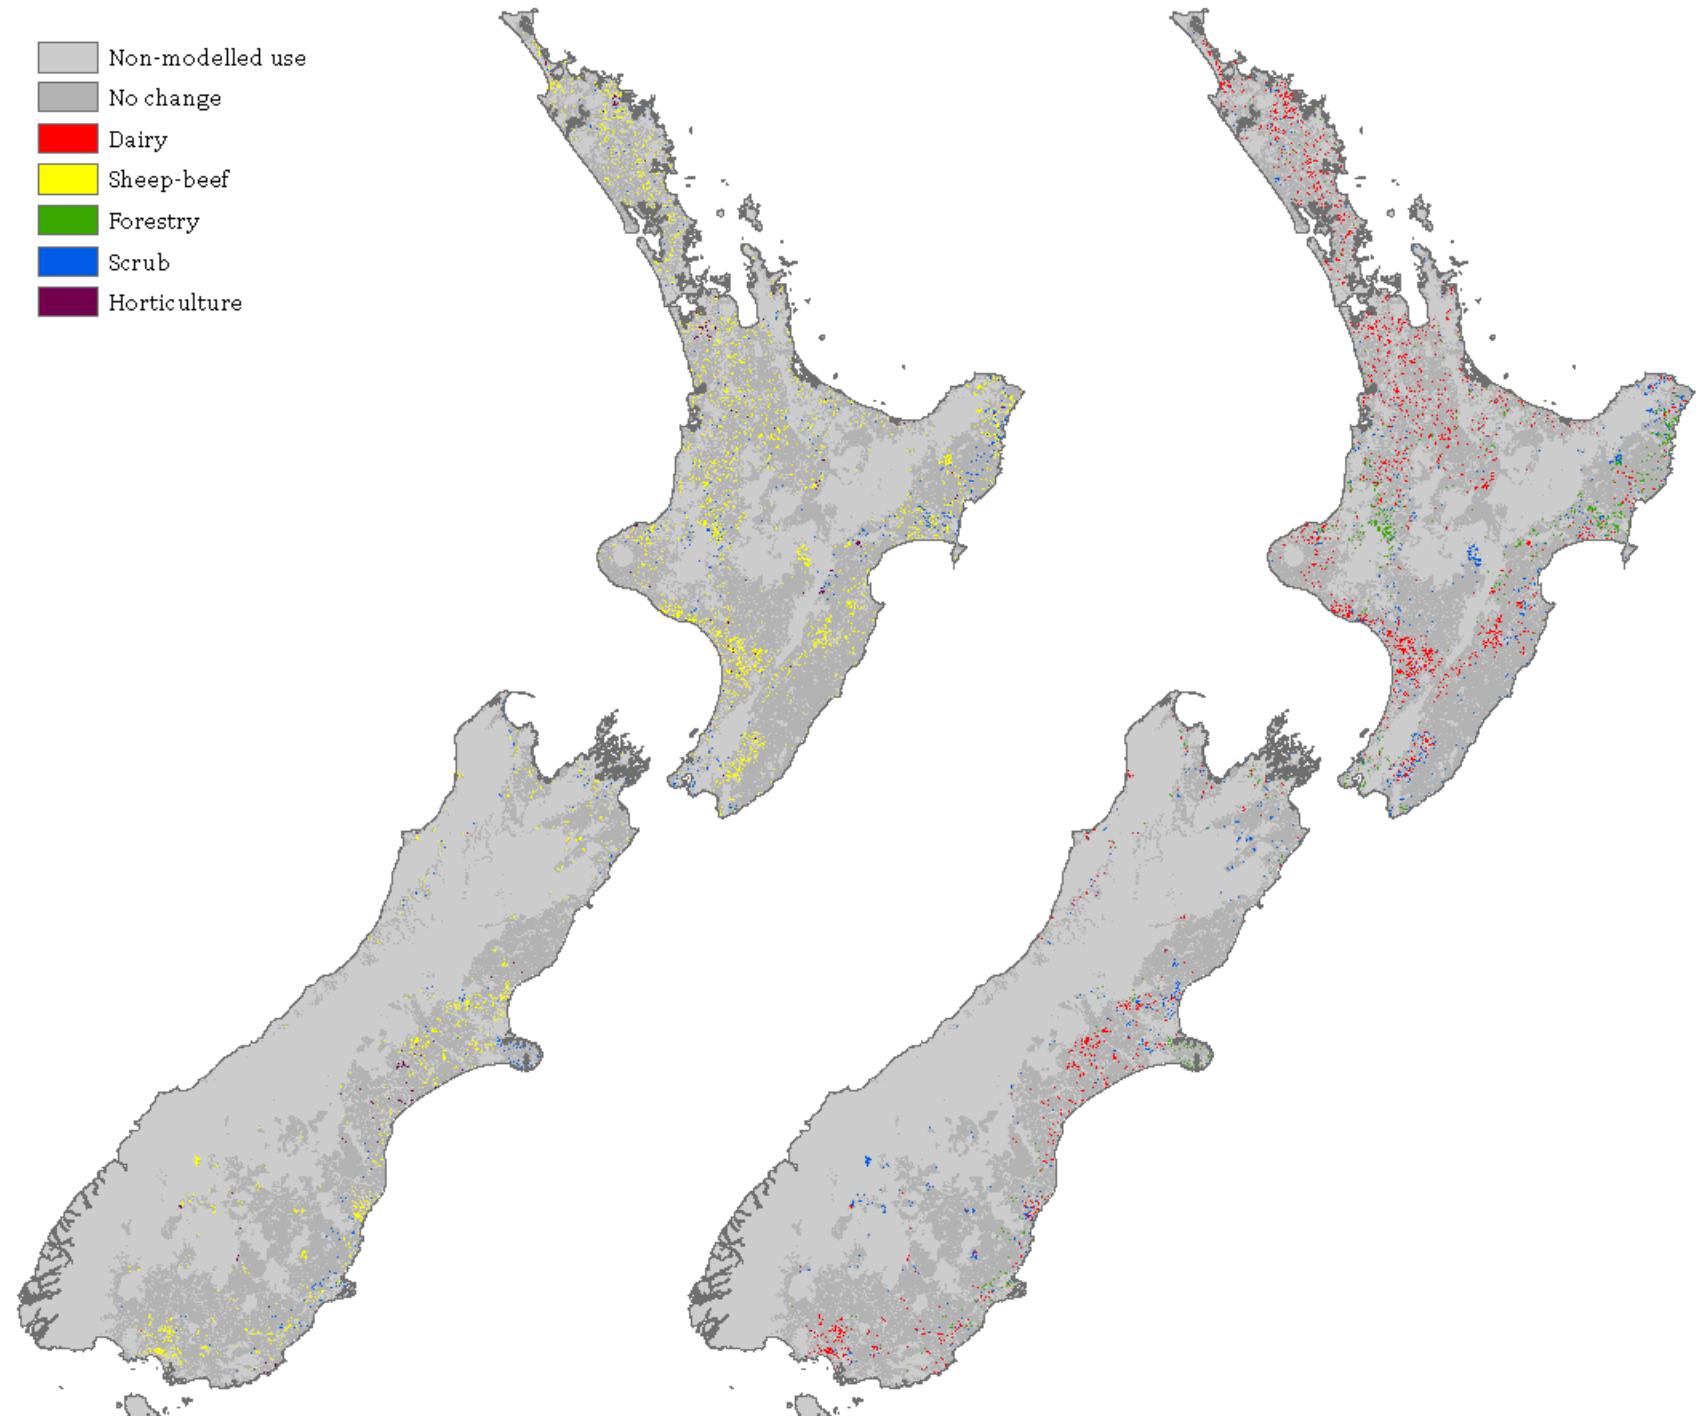 Non-modelled use
No change
Dairy
Sheep-beef
Forestry
Scrub
Horticulture